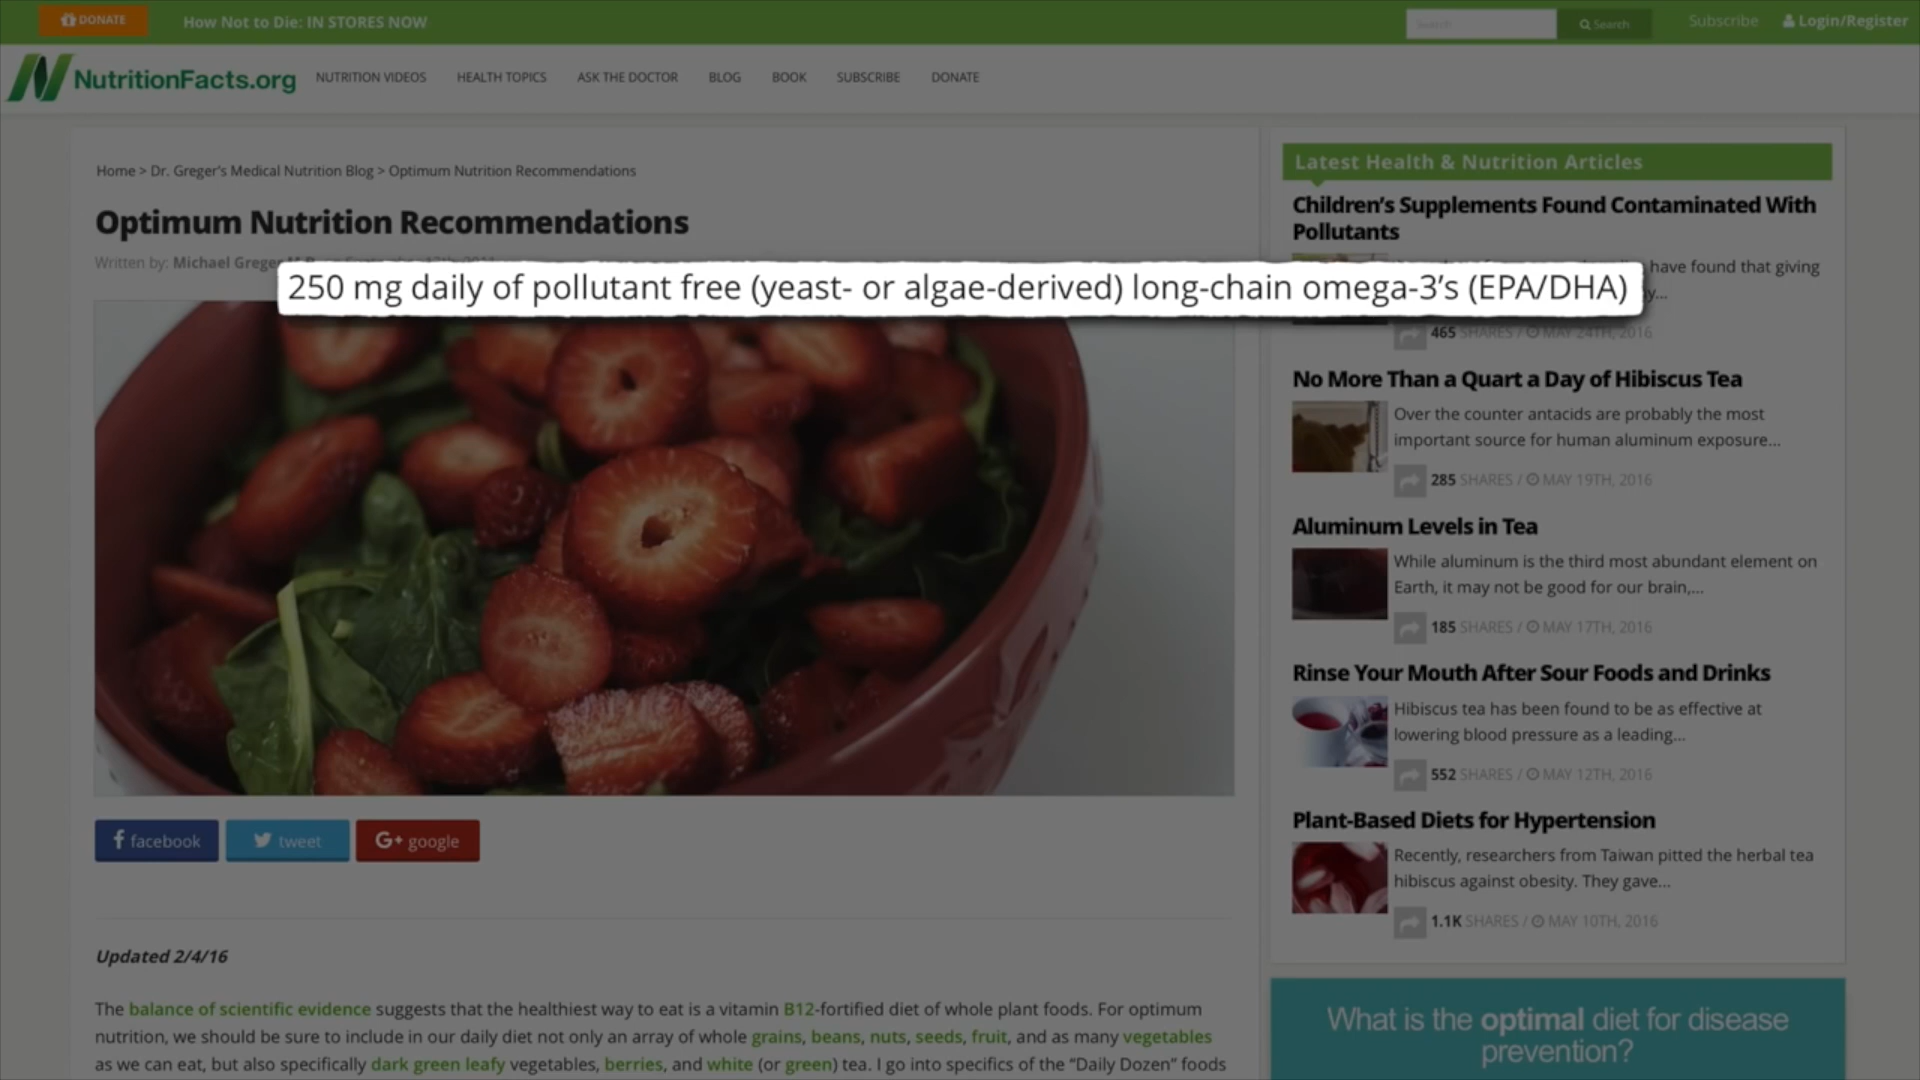 DONATE
How Not to Die: IN STORES NOW
Search
Subscribe
Login/Register
NutritionFacts.org
NUTRITION VIDEOS
HEALTH TOPICS
ASK THE DOCTOR
BLOG
BOOK
SUBSCRIBE
DONATE
Home > Dr. Greger's Medical Nutrition Blog > Optimum Nutrition Recommendations
Optimum Nutrition Recommendations
Written by: Michael Greger
250 mg daily of pollutant free (yeast- or algae-derived) long-chain omega-3's (EPA/DHA)
facebook
tweet
G+ google
Updated 2/4/16
The balance of scientific evidence suggests that the healthiest way to eat is a vitamin B12-fortified diet of whole plant foods. For optimum
nutrition, we should be sure to include in our daily diet not only an array of whole grains, beans, nuts, seeds, fruit, and as many vegetables
as we can eat, but also specifically dark green leafy vegetables, berries, and white (or green) tea. I go into specifics of the "Daily Dozen" foods
Latest Health & Nutrition Articles
Children's Supplements Found Contaminated With
Pollutants
have found that giving
465 SHARES / MAY 24TH, 2016
No More Than a Quart a Day of Hibiscus Tea
Over the counter antacids are probably the most
important source for human aluminum exposure...
285 SHARES / MAY 19TH, 2016
Aluminum Levels in Tea
While aluminum is the third most abundant element on
Earth, it may not be good for our brain,...
185 SHARES / MAY 17TH, 2016
Rinse Your Mouth After Sour Foods and Drinks
Hibiscus tea has been found to be as effective at
lowering blood pressure as a leading...
552 SHARES / MAY 12TH, 2016
Plant-Based Diets for Hypertension
Recently, researchers from Taiwan pitted the herbal tea
hibiscus against obesity. They gave...
1.1K SHARES / MAY 10TH, 2016
What is the optimal diet for disease
prevention?